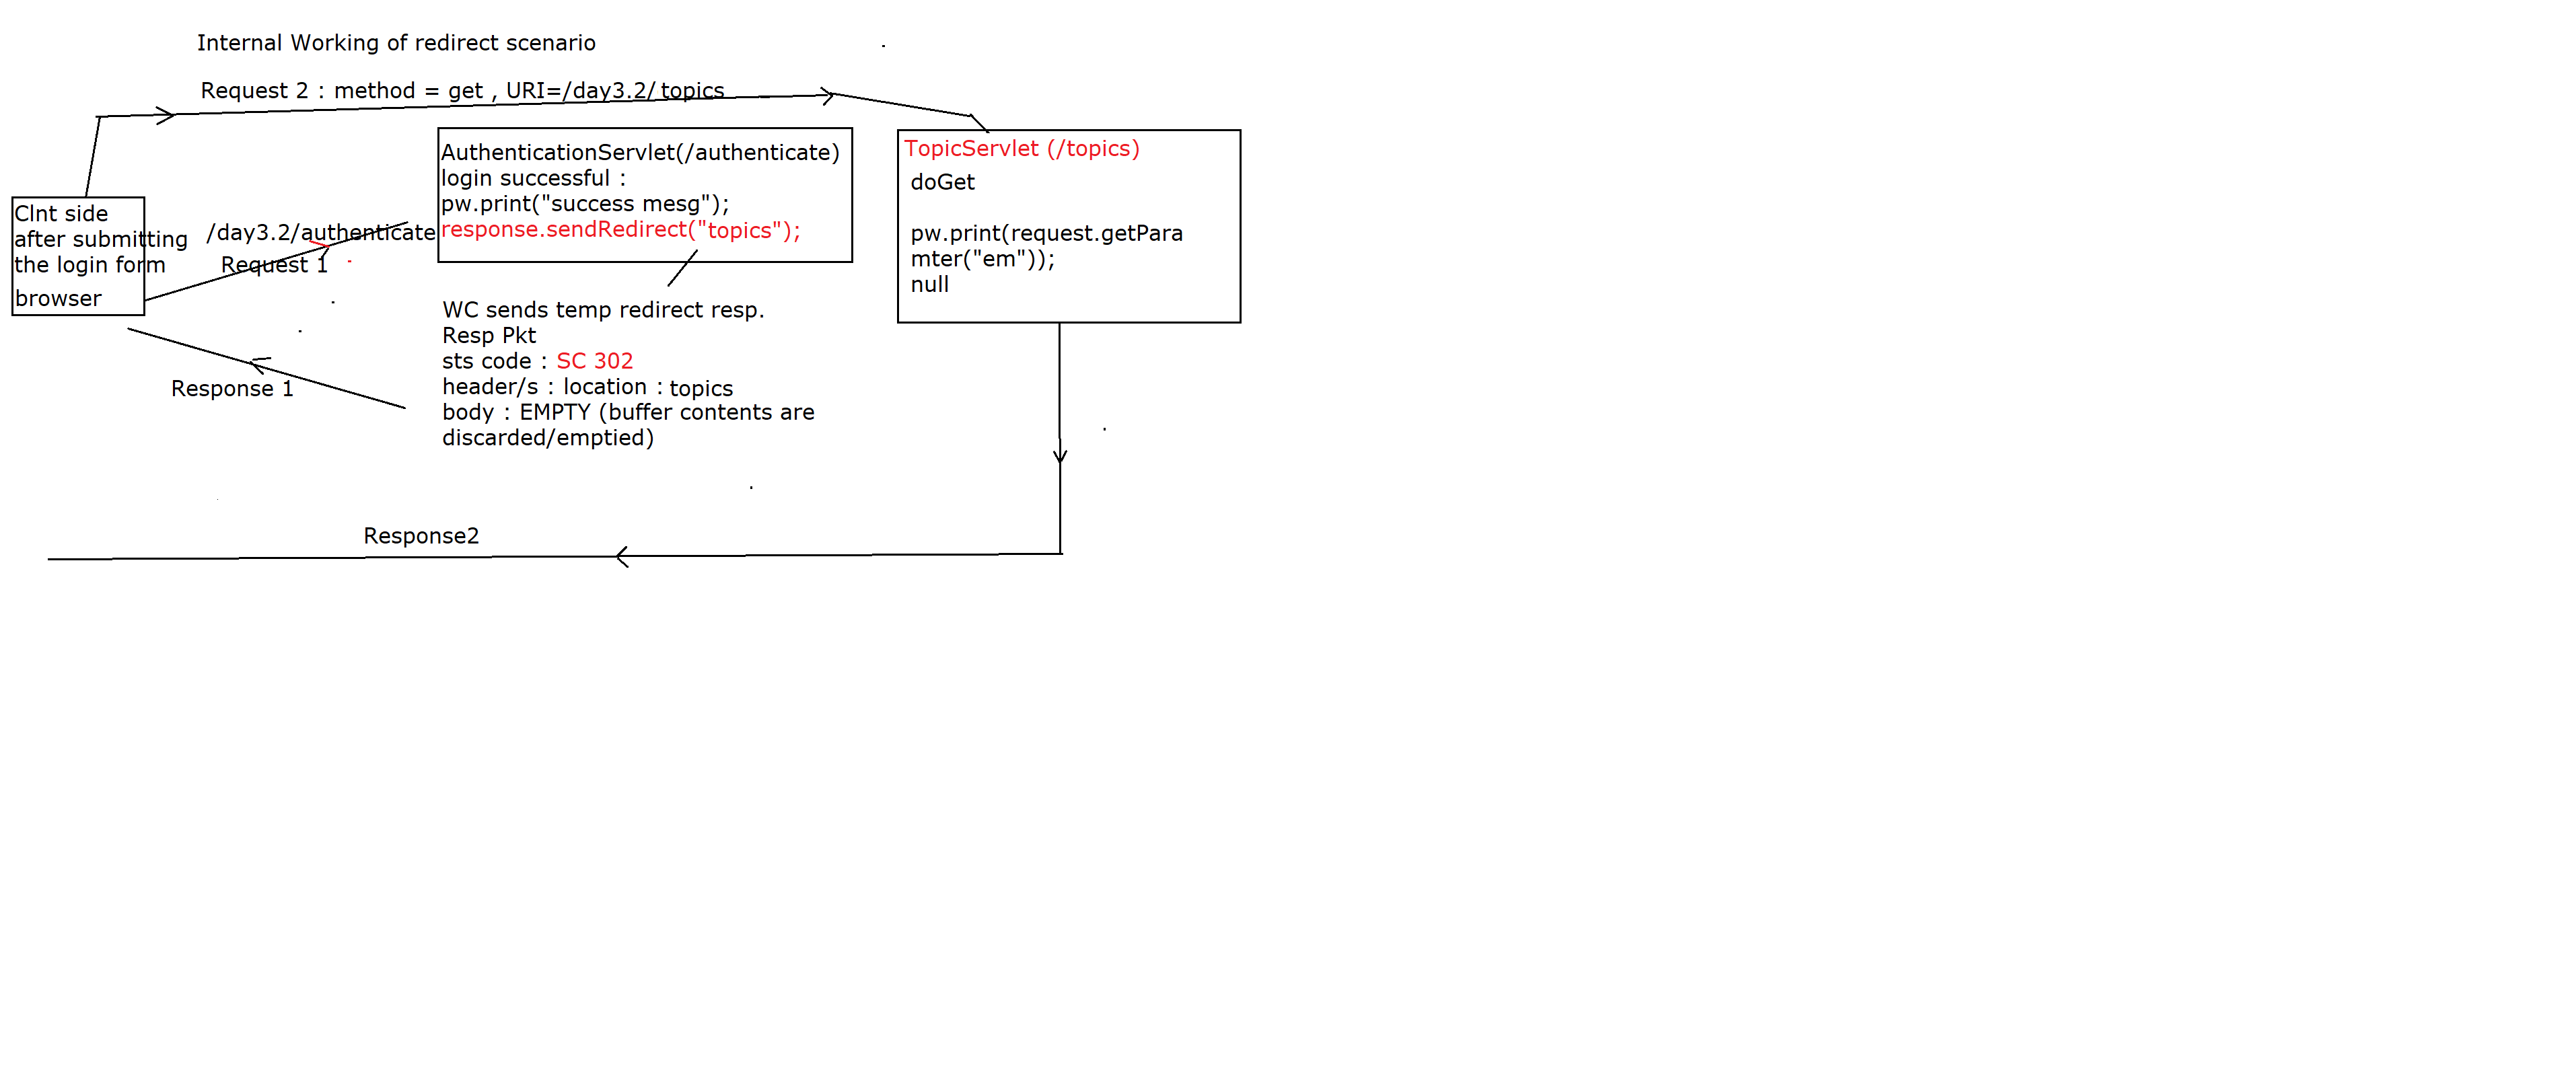 Internal Working of redirect scenario
Request 2 : method = get , URI=/day3.2/ topics
AuthenticationServlet(/authenticate)
login successful :
pw.print("success mesg");
response.sendRedirect("topics");
TopicServlet (/topics)
doGet
pw.print(request.getPara
mter("em"));
null
Clnt side
after submitting
the login form
browser
/day3.2/authenticate
Request 1
WC sends temp redirect resp.
Resp Pkt
sts code : SC 302
header/s : location : topics
body : EMPTY (buffer contents are
discarded/emptied)
Response 1
Response2